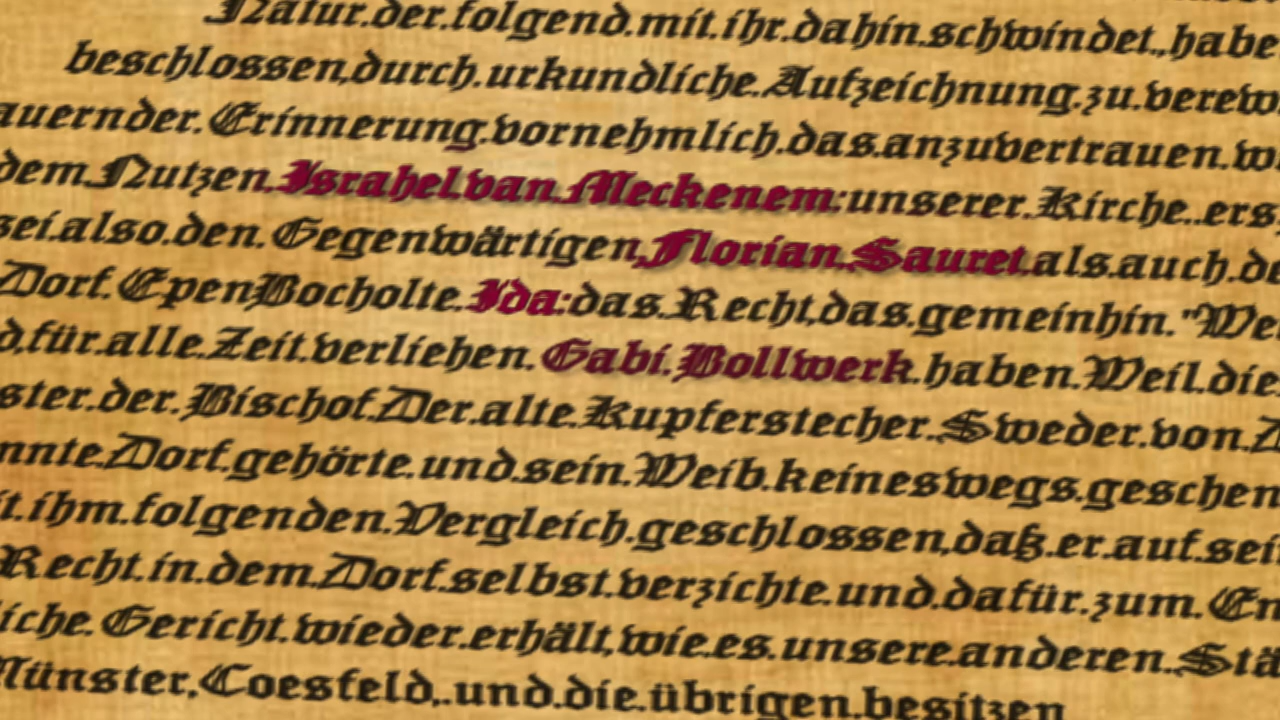 Natur.der.folgend.mit.ihr.dahin.schwindet.,habe
beschlossen,durch.urkundliche.Aufzeichnung.zu.verew
auernder.Erinnerung.vornehmlich.das.anzuvertrauen.w
dem.Nutzen.Israhel.van.Meckenem:unserer.Kirche..ers
sei.also.den.Gegenwärtigen,Florian.Sauret.als.auch.de
Dorf.EpenBocholte.Ida:das.Recht,das.gemeinhin."We
d,für.alle.Zeit.verliehen.Gabi.Bollwerk.haben.Weil.die
ster.der.Bischof.Der.alte.Kupferstecher.Sweder.von.
nnte.Dorf.gehörte.und.sein.Weib.keineswegs.geschen
it.ihm.folgenden.Vergleich.geschlossen,daß.er.auf.sei
Recht.in.dem.Dorf.selbst.verzichte.und.dafür.zum.En
iche.Gericht.wieder.erhält,wie.es.unsere.anderen.Stä
Münster,Coesfeld,.und.die.übrigen.besitzen